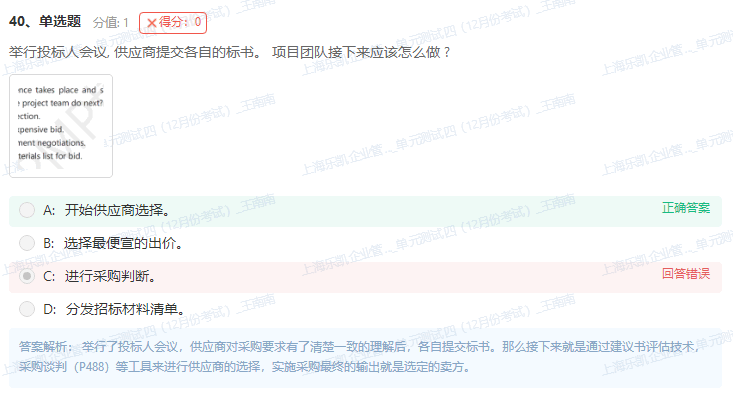 40、单选题 分值: 1 得分: 0
举行投标人会议, 供应商提交各自的标书。 项目团队接下来应该怎么做 ?
nce takes place and s
e project team do next?
ection.
xpensive bid.
ment negotiations.
terials list for bid.
A: 开始供应商选择。 正确答案
B: 选择最便宜的出价。
C: 进行采购判断。 回答错误
D: 分发招标材料清单。
答案解析: 举行了投标人会议，供应商对采购要求有了清楚一致的理解后，各自提交标书。那么接下来就是通过建议书评估技术，
采购谈判（P488）等工具来进行供应商的选择，实施采购最终的输出就是选定的卖方。
上海乐凯企业管..._单元测试四（12月份考试）_王南南